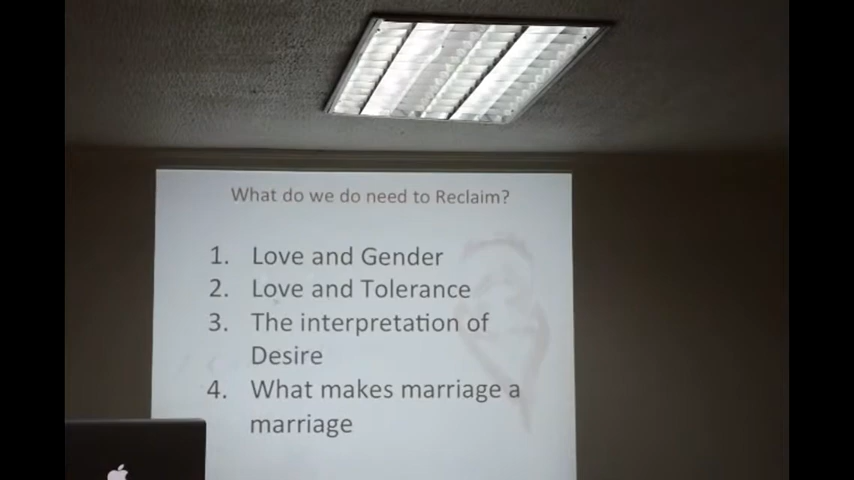 What do we do need to Reclaim?
1. Love and Gender
2. Love and Tolerance
3. The interpretation of
Desire
4. What makes marriage a
marriage